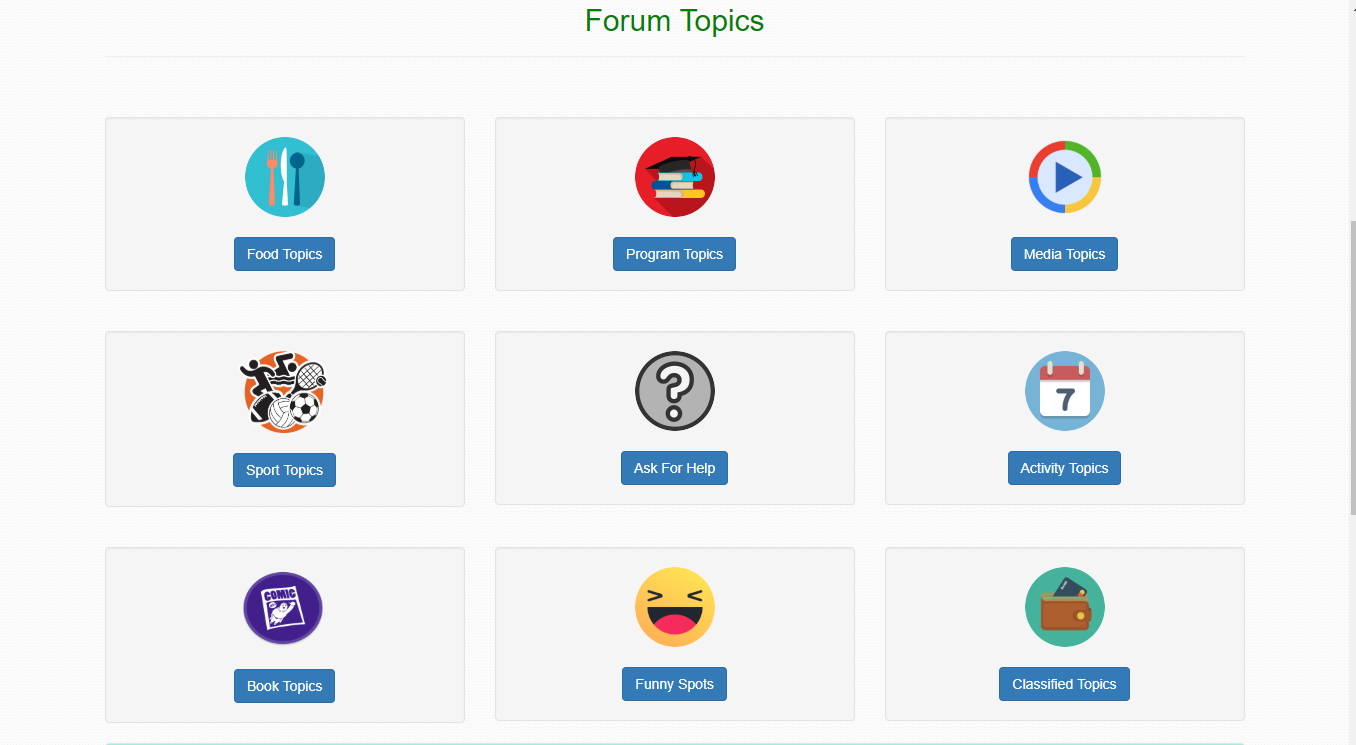 Forum Topics
Food Topics
Program Topics
Media Topics
Sport Topics
Ask For Help
7
Activity Topics
COMIC
Book Topics
Funny Spots
Classified Topics